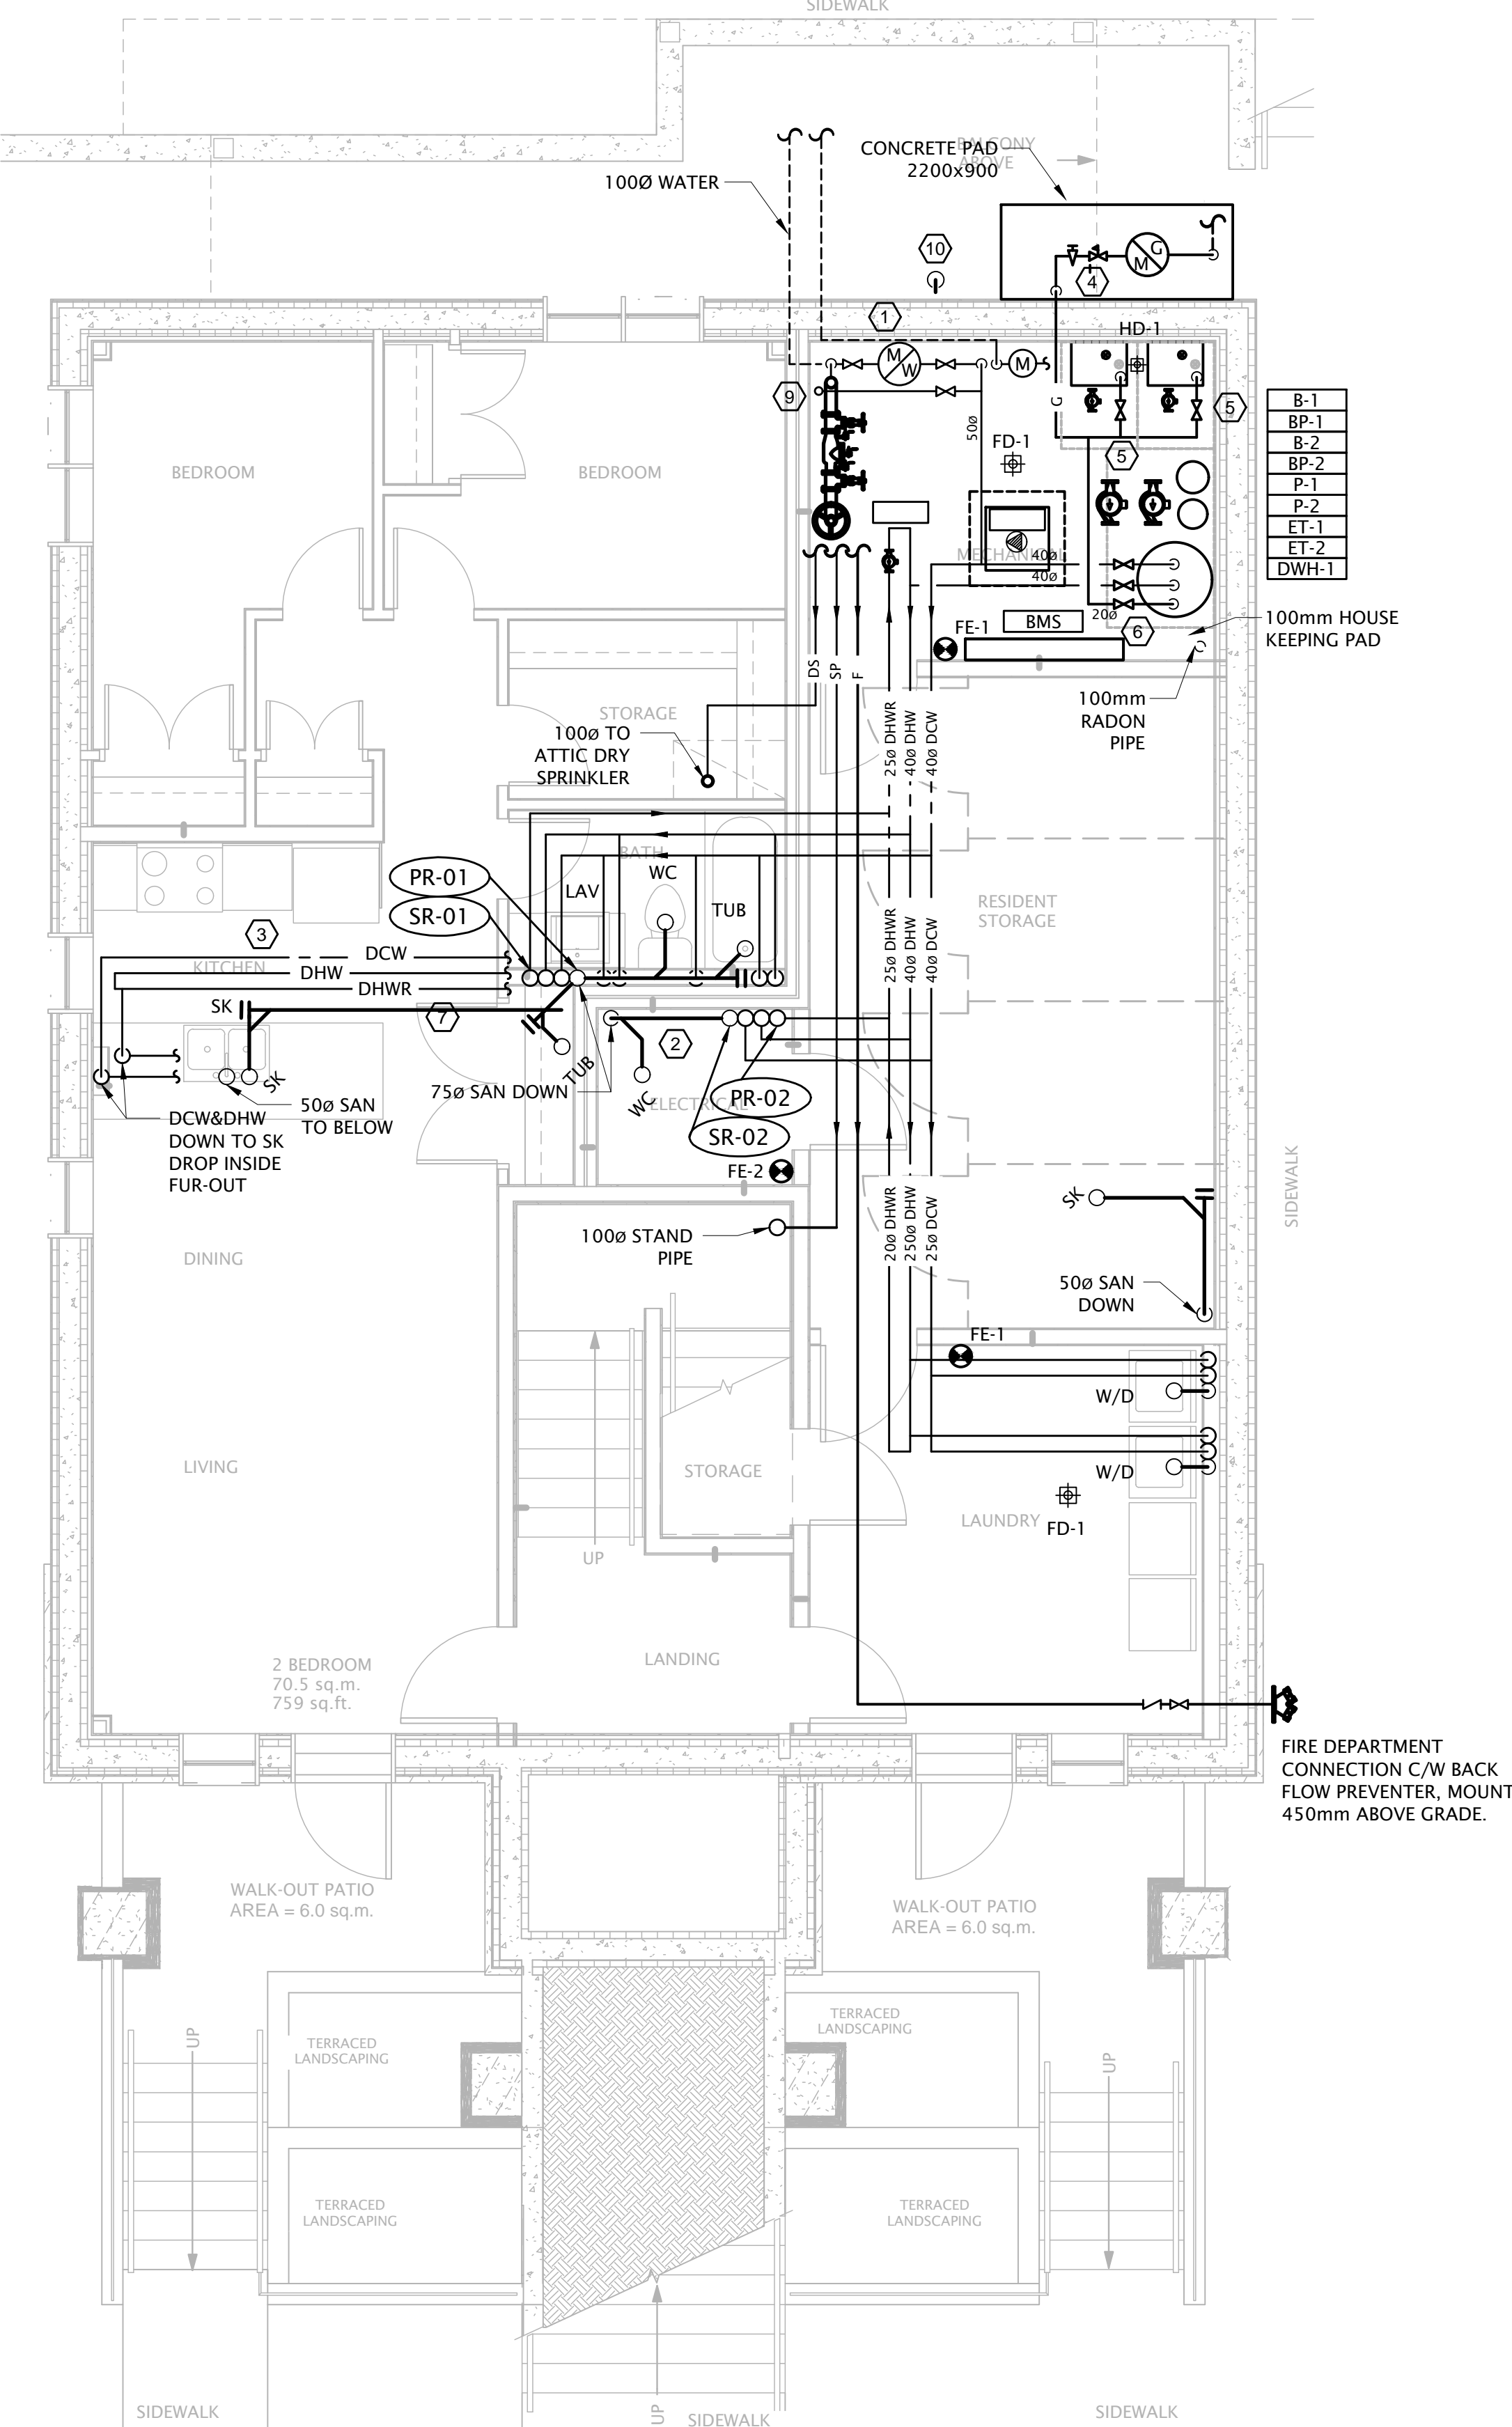 SIDEWALK
BALCONY
ABOVE
CONCRETE PAD
2200x900
100Ø WATER
10
G
M
4
1
HD-1
M
W
M
9
5
B-1
BP-1
B-2
BP-2
P-1
P-2
ET-1
ET-2
DWH-1
G
50ø
FD-1
5
BEDROOM
BEDROOM
MECHANICAL
40ø
40ø
20ø
BMS
FE-1
6
100mm HOUSE
KEEPING PAD
100mm
RADON
PIPE
DS
SP
F
STORAGE
100ø TO
ATTIC DRY
SPRINKLER
25ø DHWR
40ø DHW
40ø DCW
BATH
WC
LAV
TUB
PR-01
SR-01
RESIDENT
STORAGE
3
DCW
KITCHEN
DHW
DHWR
25ø DHWR
40ø DHW
40ø DCW
SK
7
2
TUB
SK
WC
75ø SAN DOWN
ELECTRICAL
PR-02
SR-02
50ø SAN
TO BELOW
DCW&DHW
DOWN TO SK
DROP INSIDE
FUR-OUT
FE-2
SK
SIDEWALK
100ø STAND
PIPE
20ø DHWR
250ø DHW
25ø DCW
DINING
50ø SAN
DOWN
FE-1
W/D
LIVING
STORAGE
W/D
LAUNDRY
FD-1
UP
LANDING
2 BEDROOM
70.5 sq.m.
759 sq.ft.
FIRE DEPARTMENT
CONNECTION C/W BACK
FLOW PREVENTER, MOUNT
450mm ABOVE GRADE.
WALK-OUT PATIO
AREA = 6.0 sq.m.
WALK-OUT PATIO
AREA = 6.0 sq.m.
UP
TERRACED
LANDSCAPING
TERRACED
LANDSCAPING
UP
TERRACED
LANDSCAPING
TERRACED
LANDSCAPING
SIDEWALK
UP
SIDEWALK
SIDEWALK